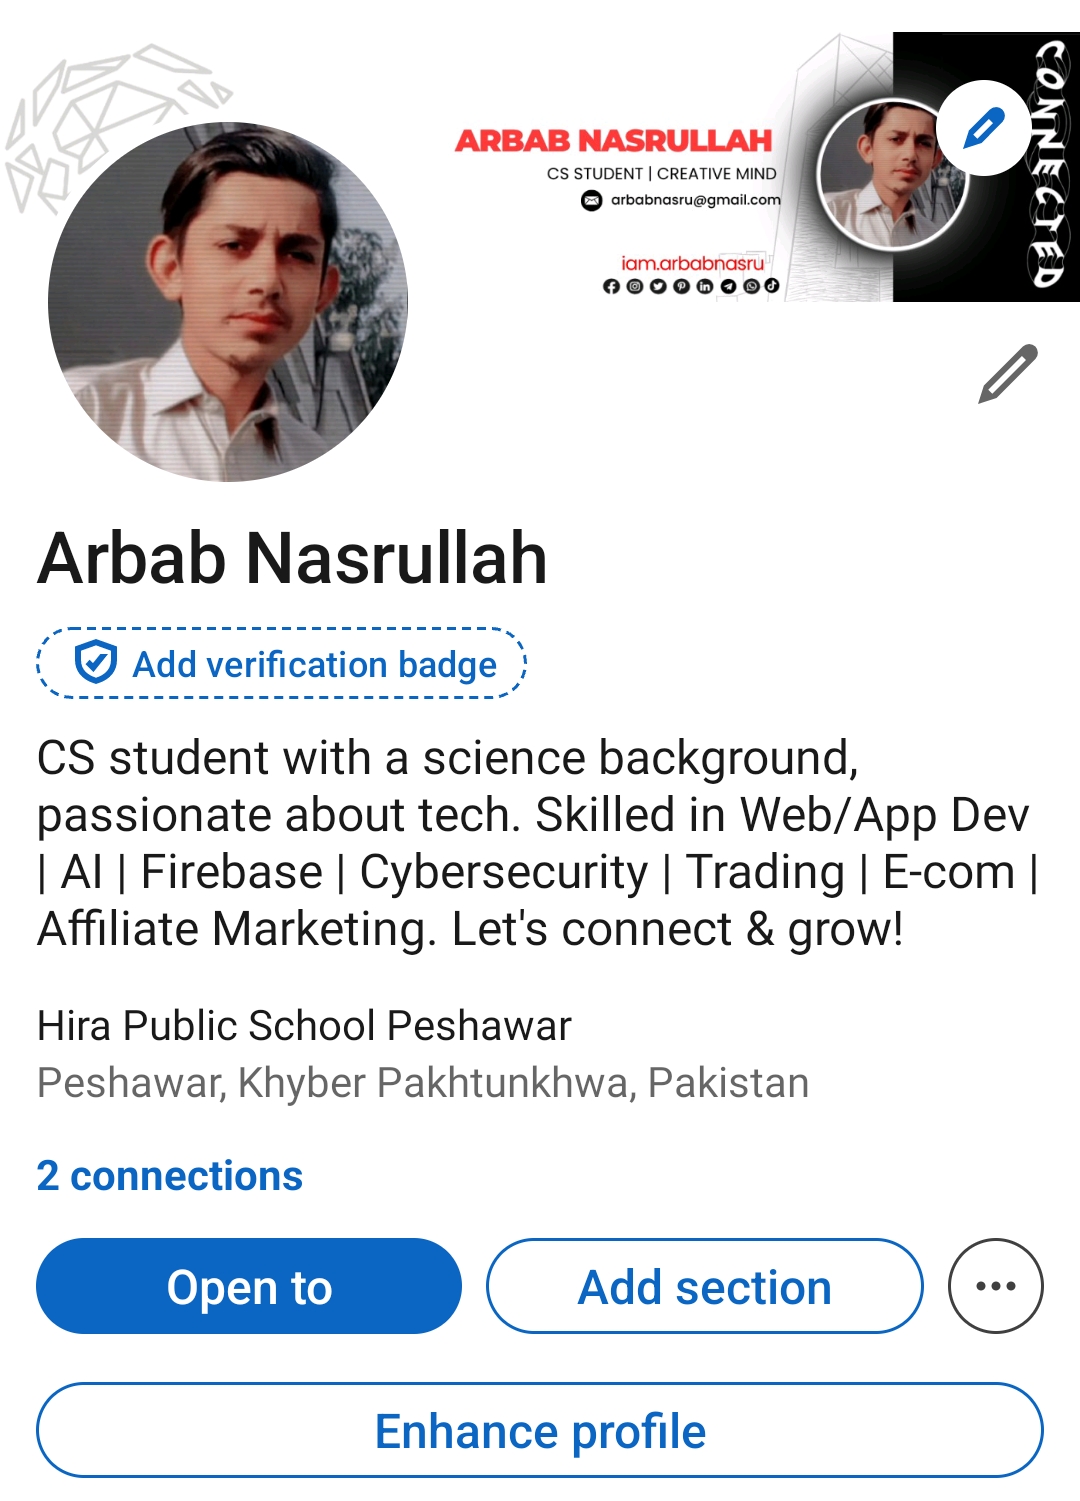 ARBAB NASRULLAH
CS STUDENT | CREATIVE MIND
arbabnasru@gmail.com
iam.arbabnasru
CONNECTED
Arbab Nasrullah
Add verification badge
CS student with a science background,
passionate about tech. Skilled in Web/App Dev
| AI | Firebase | Cybersecurity | Trading | E-com |
Affiliate Marketing. Let's connect & grow!
Hira Public School Peshawar
Peshawar, Khyber Pakhtunkhwa, Pakistan
2 connections
Open to
Add section
Enhance profile